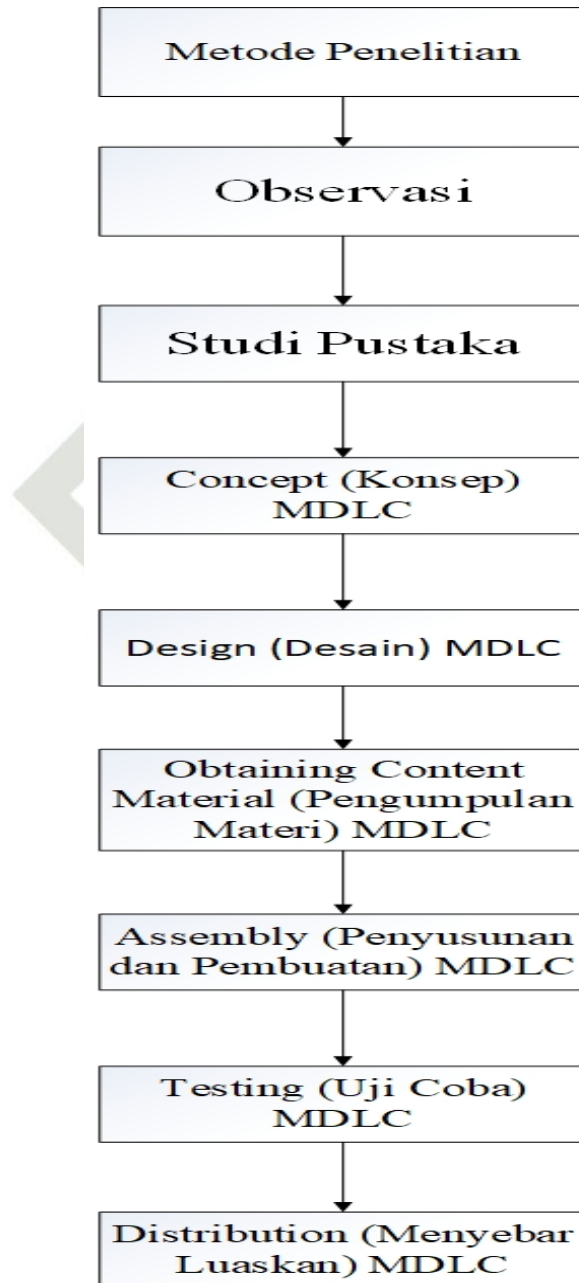 Metode Penelitian
Observasi
Studi Pustaka
Concept (Konsep)
MDLC
Design (Desain) MDLC
Obtaining Content
Material (Pengumpulan
Materi) MDLC
Assembly (Penyusunan
dan Pembuatan) MDLC
Testing (Uji Coba)
MDLC
Distribution (Menyebar
Luaskan) MDLC